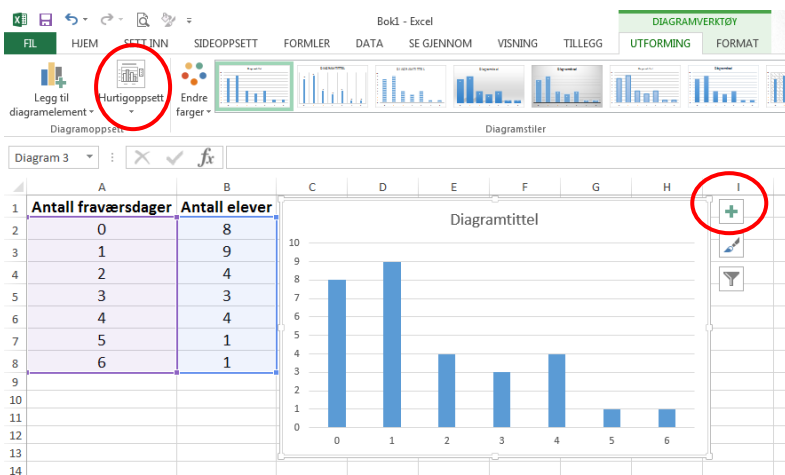 Bok1 - Excel
DIAGRAMVERKTØY
FIL HJEM SETT INN SIDEOPPSETT FORMLER DATA SE GJENNOM VISNING TILLEGG UTFORMING FORMAT
Legg til diagramelement
Hurtigoppsett
Endre farger
Diagramoppsett
Diagramstiler
Diagram 3
fx
A B C D E F G H I
1 Antall fraværsdager Antall elever
2 0 8
3 1 9
4 2 4
5 3 3
6 4 4
7 5 1
8 6 1
9
10
11
12
13
14
Diagramtittel
10
9
8
7
6
5
4
3
2
1
0
0 1 2 3 4 5 6